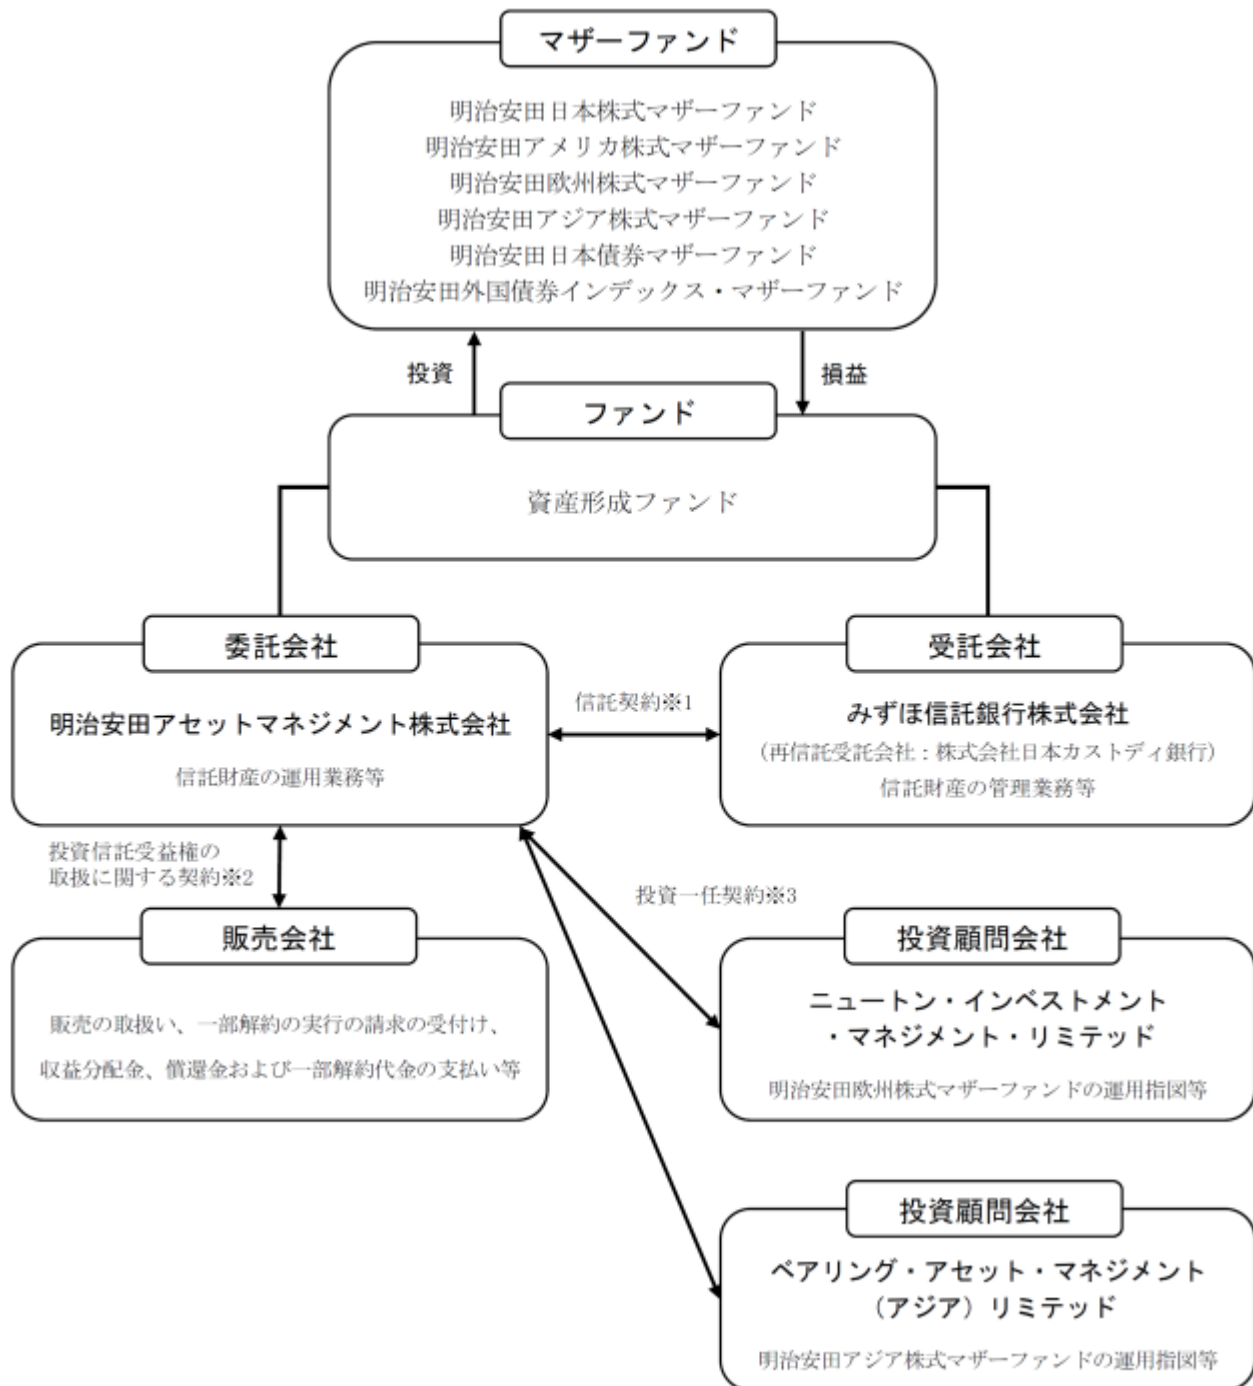 マザーファンド
明治安田日本株式マザーファンド
明治安田アメリカ株式マザーファンド
明治安田欧州株式マザーファンド
明治安田アジア株式マザーファンド
明治安田日本債券マザーファンド
明治安田外国債券インデックス・マザーファンド
投資
損益
ファンド
資産形成ファンド
委託会社
明治安田アセットマネジメント株式会社
信託財産の運用業務等
信託契約※1
受託会社
みずほ信託銀行株式会社
(再信託受託会社：株式会社日本カストディ銀行)
信託財産の管理業務等
投資信託受益権の
取扱に関する契約※2
投資一任契約※3
販売会社
販売の取扱い、一部解約の実行の請求の受付け、
収益分配金、償還金および一部解約代金の支払い等
投資顧問会社
ニュートン・インベストメント
・マネジメント・リミテッド
明治安田欧州株式マザーファンドの運用指図等
投資顧問会社
ベアリング・アセット・マネジメント
（アジア）リミテッド
明治安田アジア株式マザーファンドの運用指図等